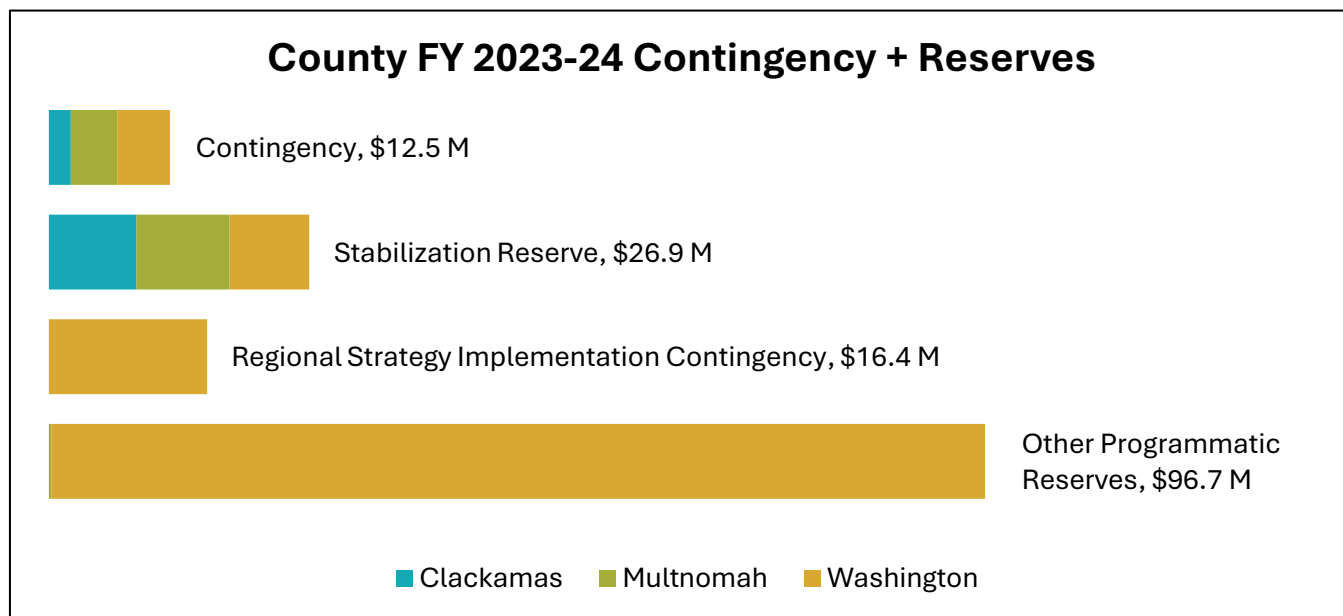 County FY 2023-24 Contingency + Reserves
Contingency, $12.5 M
Stabilization Reserve, $26.9 M
Regional Strategy Implementation Contingency, $16.4 M
Other Programmatic
Reserves, $96.7 M
Clackamas Multnomah Washington